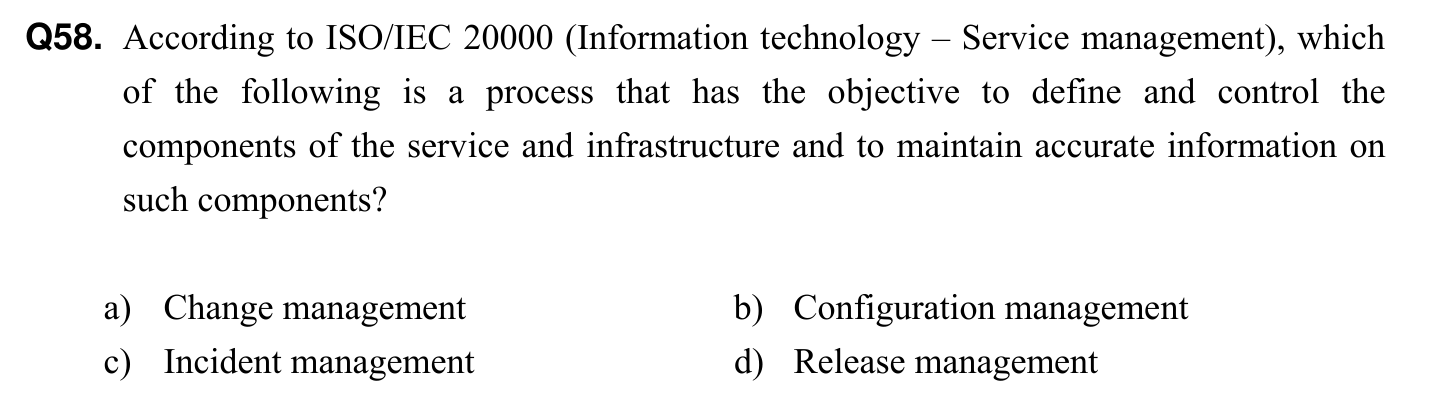 Q58. According to ISO/IEC 20000 (Information technology – Service management), which
of the following is a process that has the objective to define and control the
components of the service and infrastructure and to maintain accurate information on
such components?
a) Change management b) Configuration management
c) Incident management d) Release management